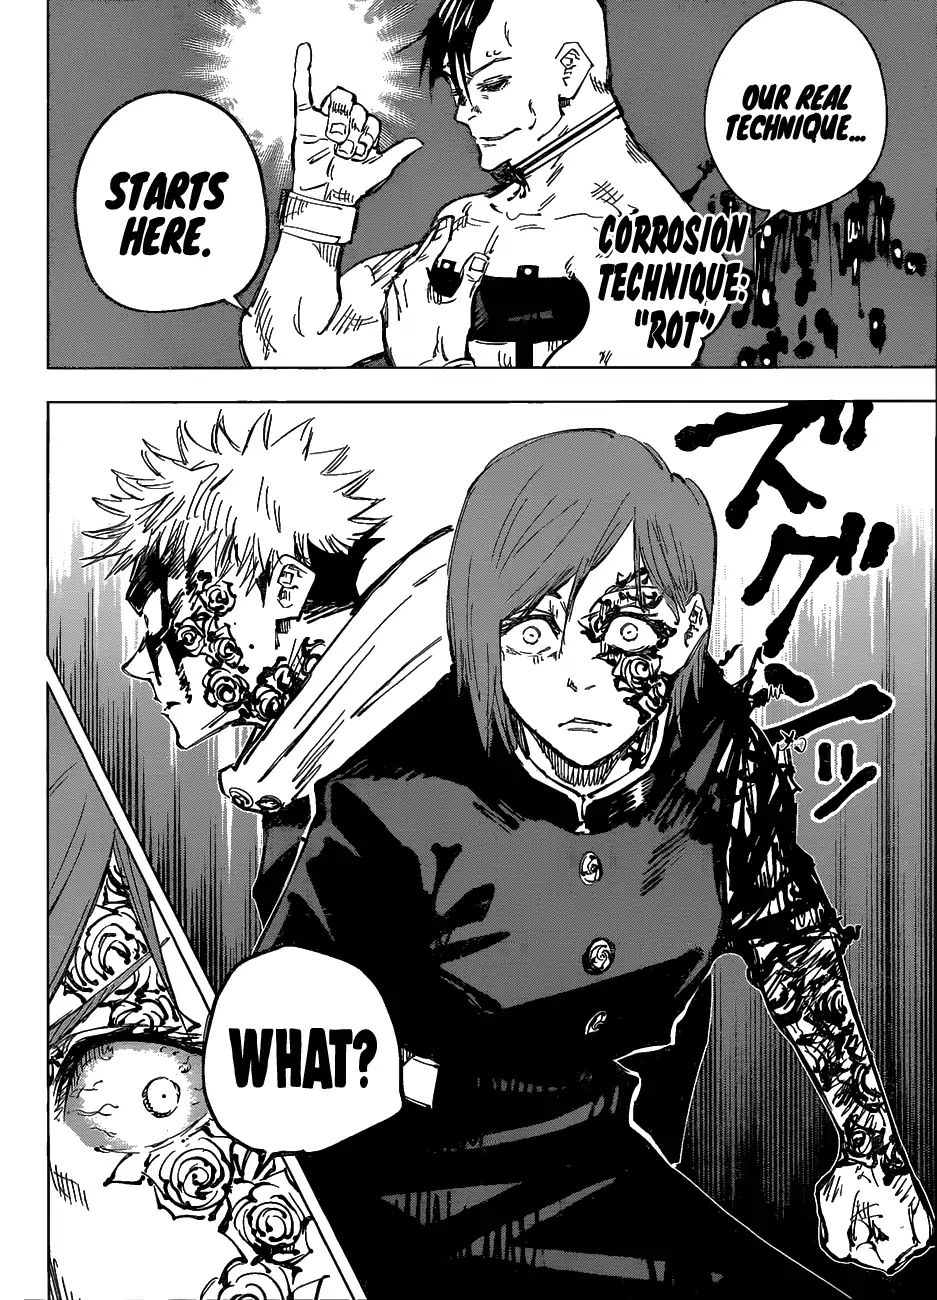 OUR REAL
TECHNIQUE...
CORROSION
TECHNIQUE:
"ROT"
STARTS
HERE.
ズグッ
WHAT?